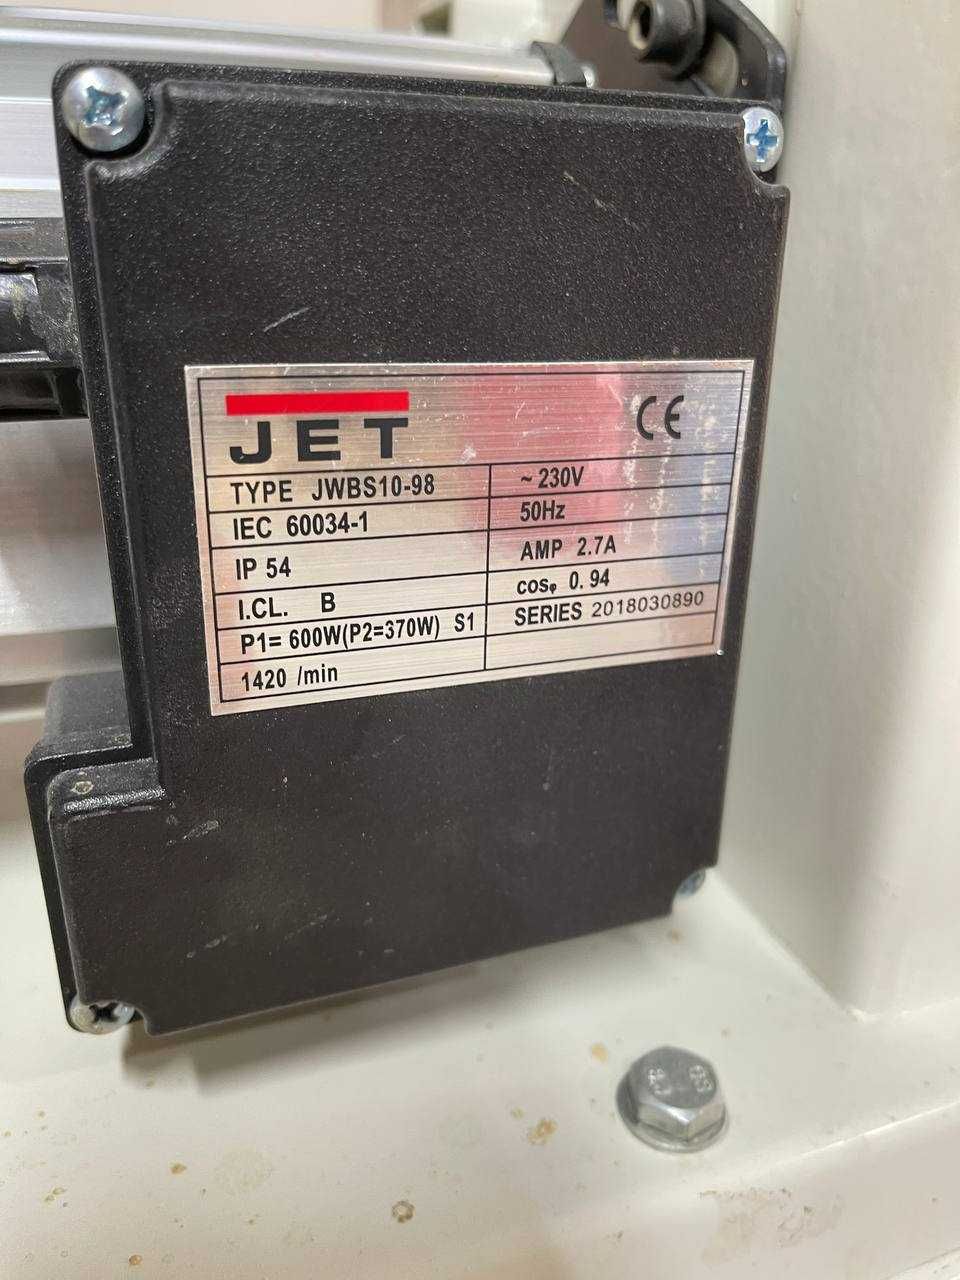 JET
CE
TYPE JWBS10-98
~230V
IEC 60034-1
50Hz
IP 54
AMP 2.7A
I.CL. B
cosφ 0.94
P1= 600W(P2=370W) S1
SERIES 2018030890
1420 /min